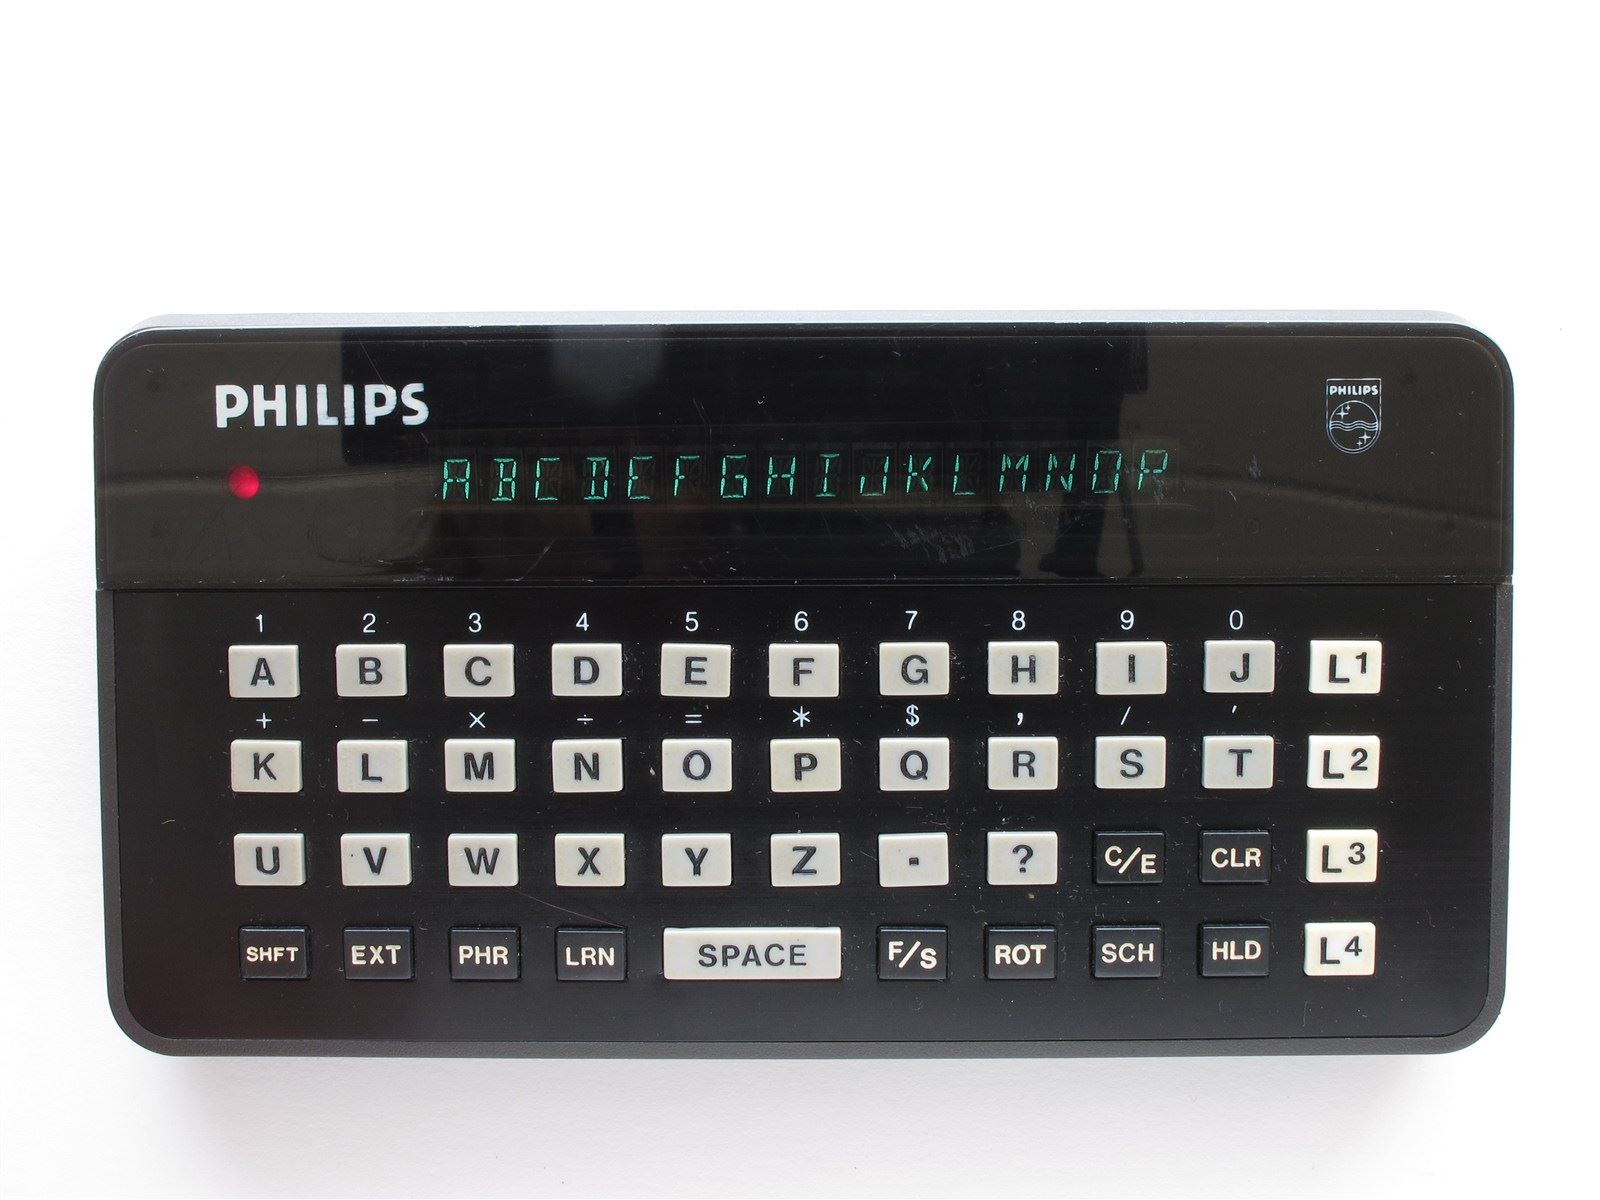 PHILIPS
PHILIPS
ABCDEFGHIJKLMNOP
1 2 3 4 5 6 7 8 9 0
A B C D E F G H I J L1
+ − × ÷ = * $ , / '
K L M N O P Q R S T L2
U V W X Y Z . ? C/E CLR L3
SHFT EXT PHR LRN SPACE F/S ROT SCH HLD L4